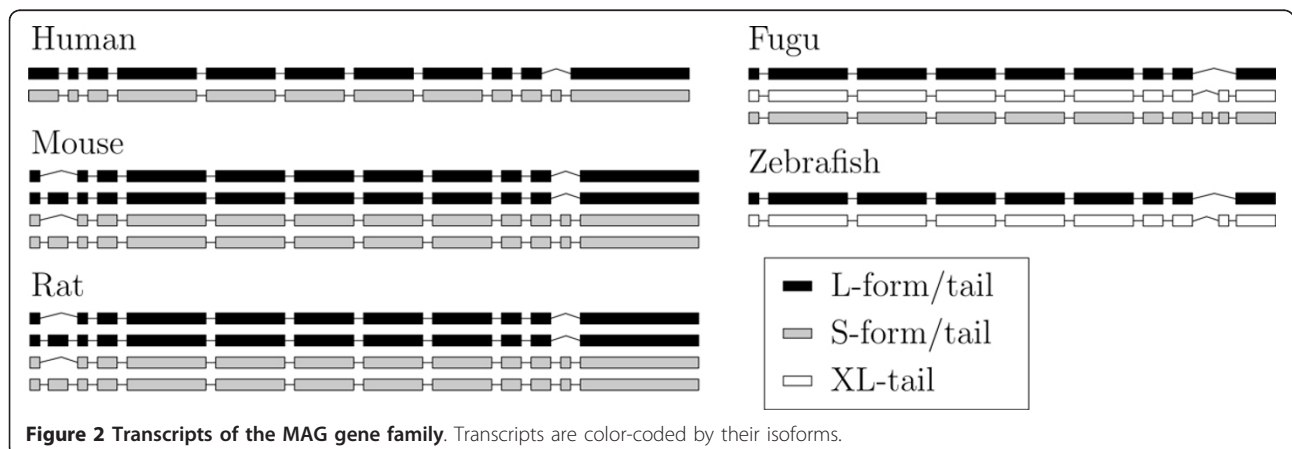 Human
Mouse
Rat
Fugu
Zebrafish
L-form/tail
S-form/tail
XL-tail
Figure 2 Transcripts of the MAG gene family. Transcripts are color-coded by their isoforms.